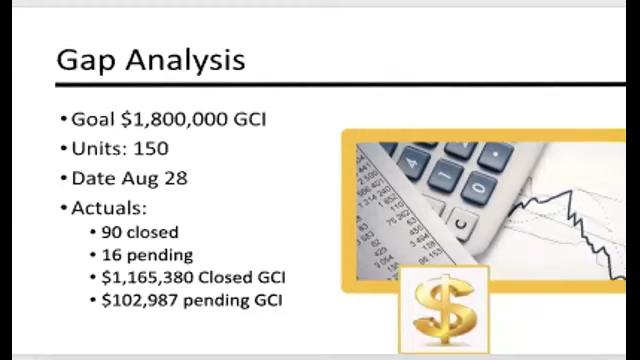 Gap Analysis
• Goal $1,800,000 GCI
• Units: 150
• Date Aug 28
• Actuals:
• 90 closed
• 16 pending
• $1,165,380 Closed GCI
• $102,987 pending GCI